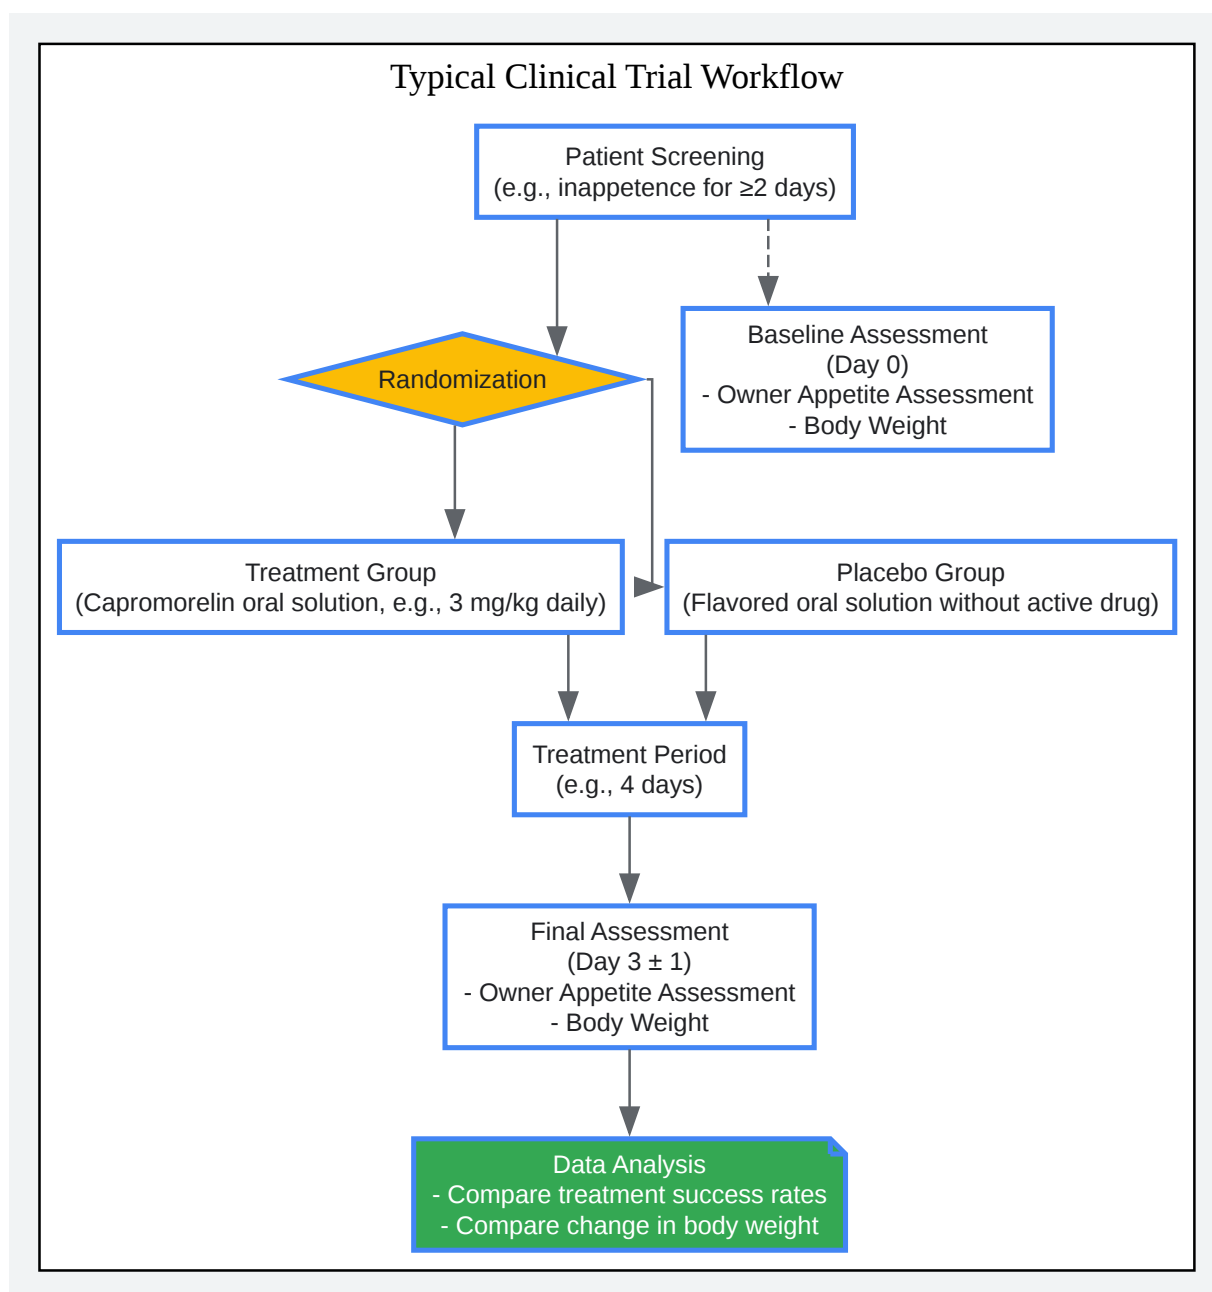 Typical Clinical Trial Workflow
Patient Screening
(e.g., inappetence for ≥2 days)
Baseline Assessment
(Day 0)
- Owner Appetite Assessment
- Body Weight
Randomization
Treatment Group
(Capromorelin oral solution, e.g., 3 mg/kg daily)
Placebo Group
(Flavored oral solution without active drug)
Treatment Period
(e.g., 4 days)
Final Assessment
(Day 3 ± 1)
- Owner Appetite Assessment
- Body Weight
Data Analysis
- Compare treatment success rates
- Compare change in body weight